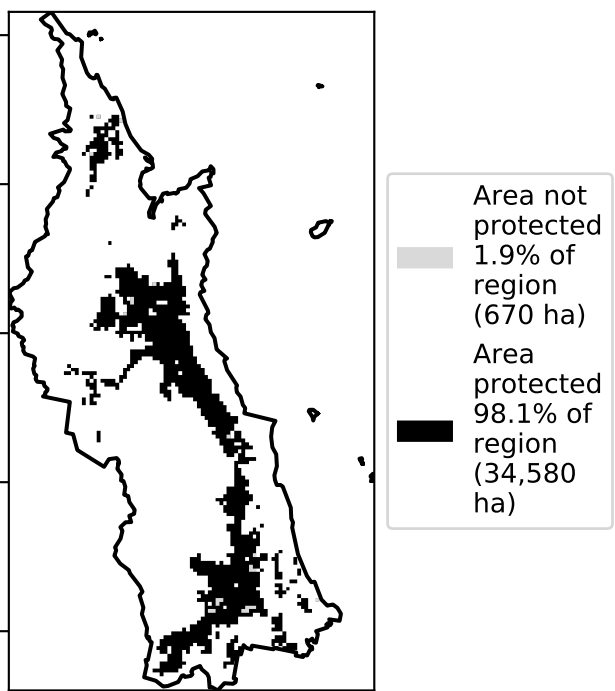 Area not
protected
1.9% of
region
(670 ha)
Area
protected
98.1% of
region
(34,580
ha)